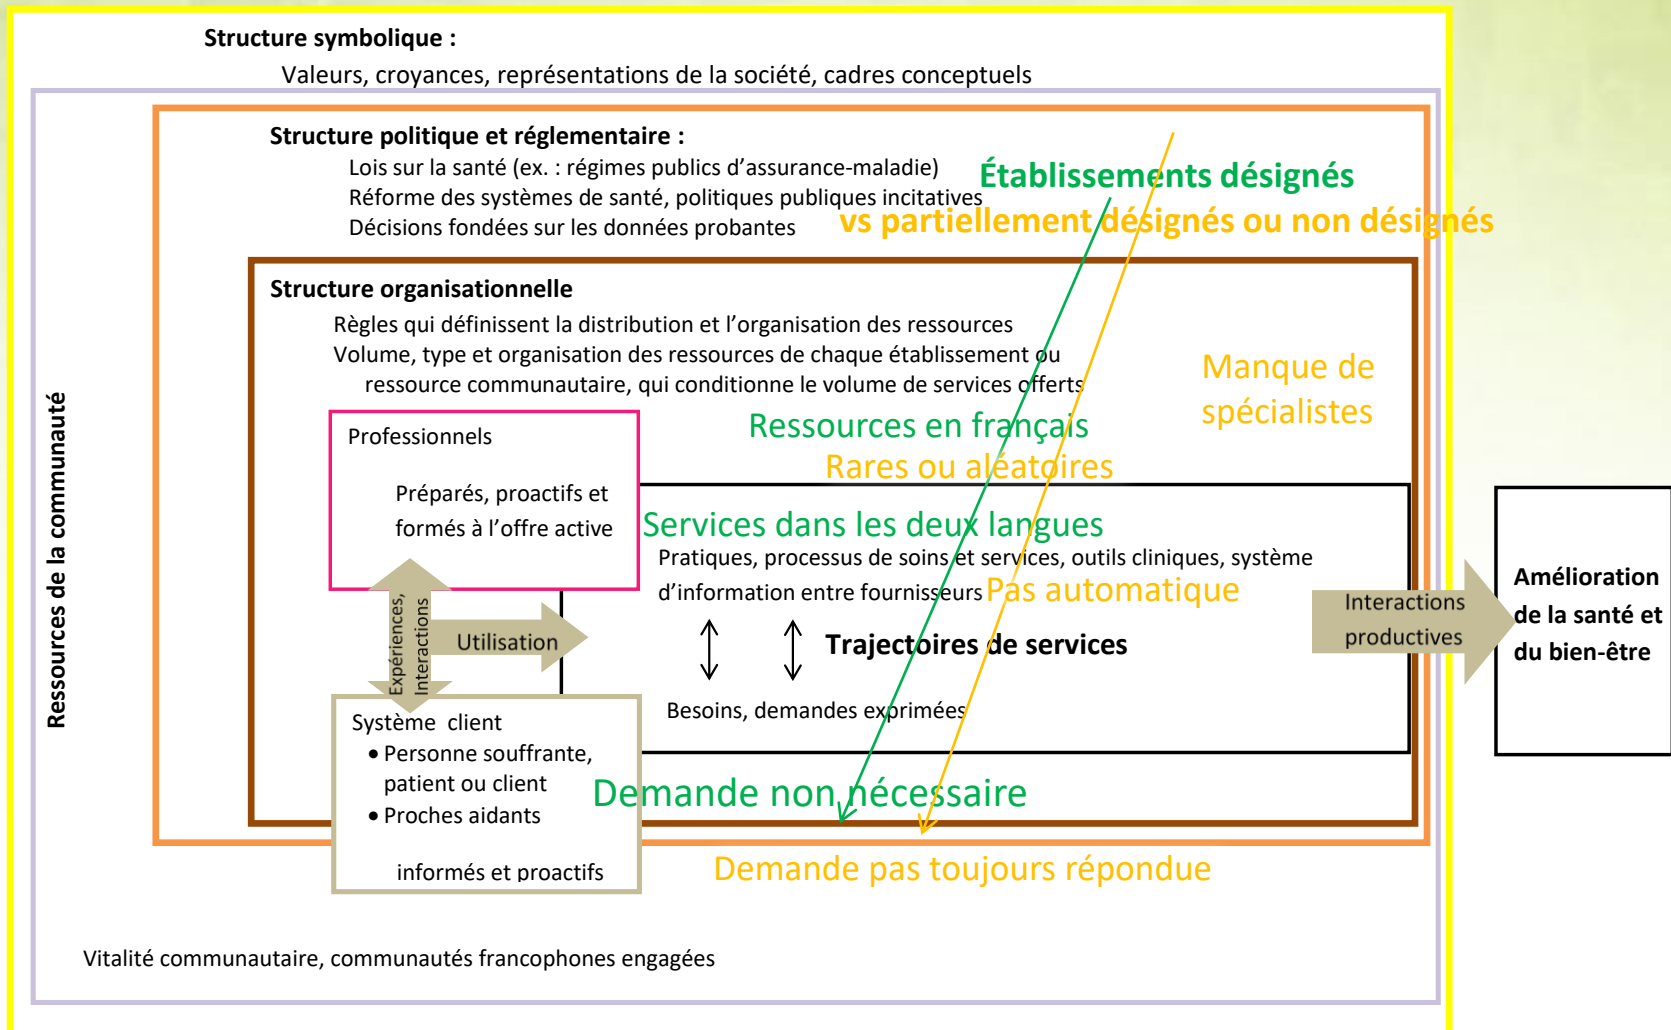 Structure symbolique :
Valeurs, croyances, représentations de la société, cadres conceptuels
Structure politique et réglementaire :
Lois sur la santé (ex. : régimes publics d’assurance-maladie)
Établissements désignés
Réforme des systèmes de santé, politiques publiques incitatives
Décisions fondées sur les données probantes
vs partiellement désignés ou non désignés
Structure organisationnelle
Règles qui définissent la distribution et l’organisation des ressources
Volume, type et organisation des ressources de chaque établissement ou
ressource communautaire, qui conditionne le volume de services offerts
Manque de
spécialistes
Ressources de la communauté
Professionnels
Préparés, proactifs et
formés à l’offre active
Ressources en français
Rares ou aléatoires
Services dans les deux langues
Pratiques, processus de soins et services, outils cliniques, système
d’information entre fournisseurs
Pas automatique
Expériences,
Interactions
Utilisation
Trajectoires de services
Besoins, demandes exprimées
Interactions
productives
Amélioration
de la santé et
du bien-être
Système client
• Personne souffrante,
patient ou client
• Proches aidants
informés et proactifs
Demande non nécessaire
Demande pas toujours répondue
Vitalité communautaire, communautés francophones engagées